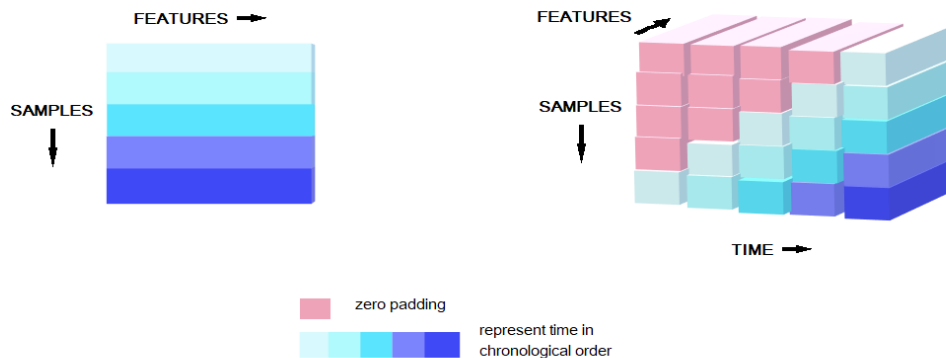 FEATURES
SAMPLES
FEATURES
SAMPLES
TIME
zero padding
represent time in
chronological order